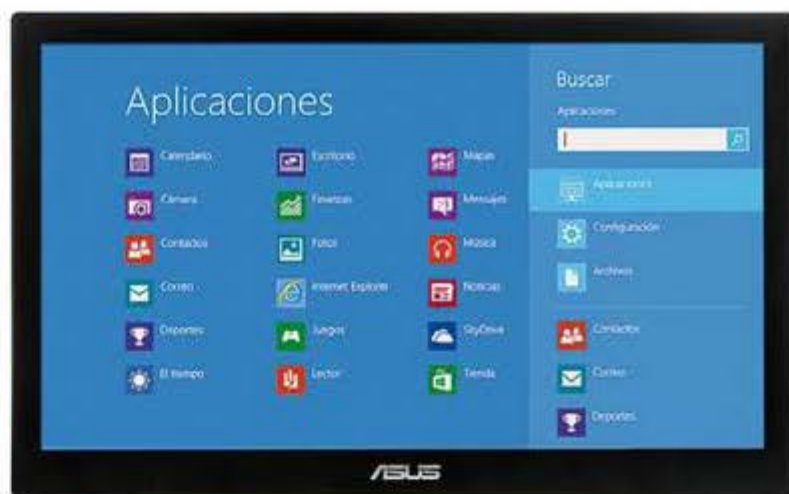 Aplicaciones
Calendario
Escritorio
Mapas
Cámara
Finanzas
Mensajes
Contactos
Fotos
Música
Correo
Internet Explorer
Noticias
Deportes
Juegos
SkyDrive
El tiempo
Lector
Tienda
Buscar
Aplicaciones
Aplicaciones
Configuración
Archivos
Contactos
Correo
Deportes
ASUS